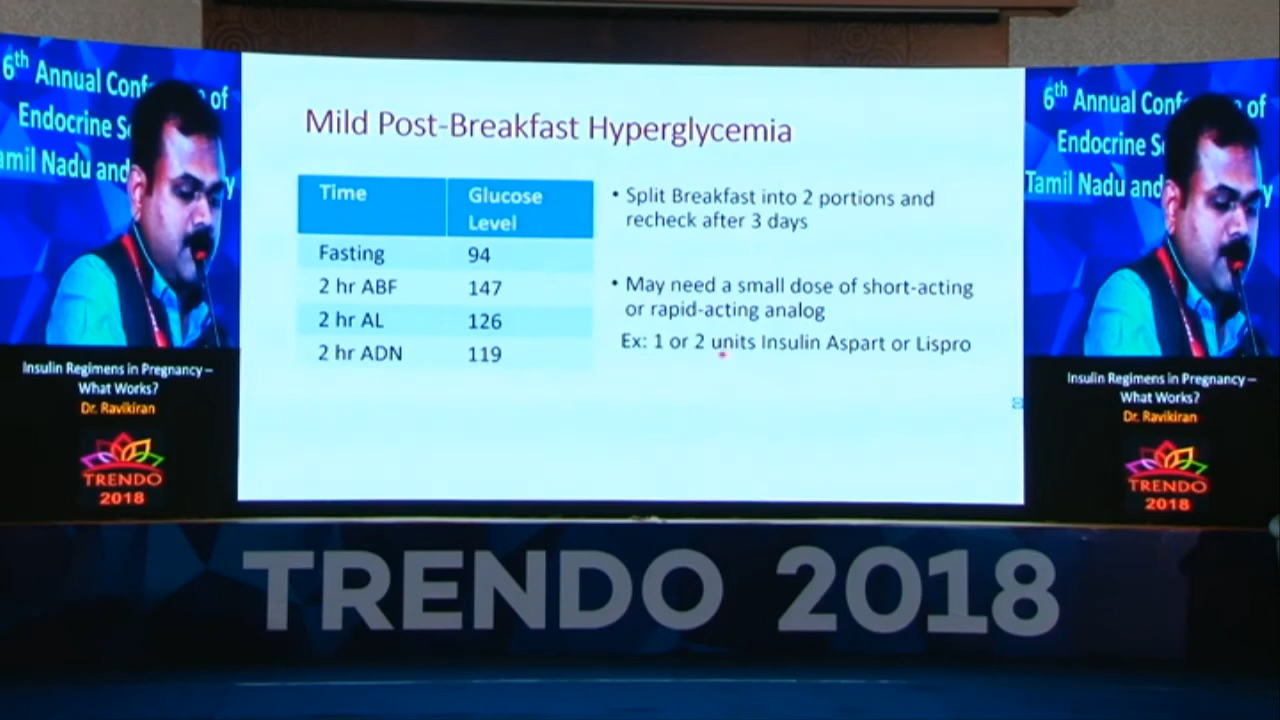 6th Annual Conf of
Endocrine S
amil Nadu and y
Insulin Regimens in Pregnancy –
What Works?
Dr. Ravikiran
TRENDO
2018
Mild Post-Breakfast Hyperglycemia
Time Glucose Level
Fasting 94
2 hr ABF 147
2 hr AL 126
2 hr ADN 119
• Split Breakfast into 2 portions and
recheck after 3 days
• May need a small dose of short-acting
or rapid-acting analog
Ex: 1 or 2 units Insulin Aspart or Lispro
6th Annual Conf of
Endocrine S
Tamil Nadu and y
Insulin Regimens in Pregnancy –
What Works?
Dr. Ravikiran
TRENDO
2018
TRENDO 2018